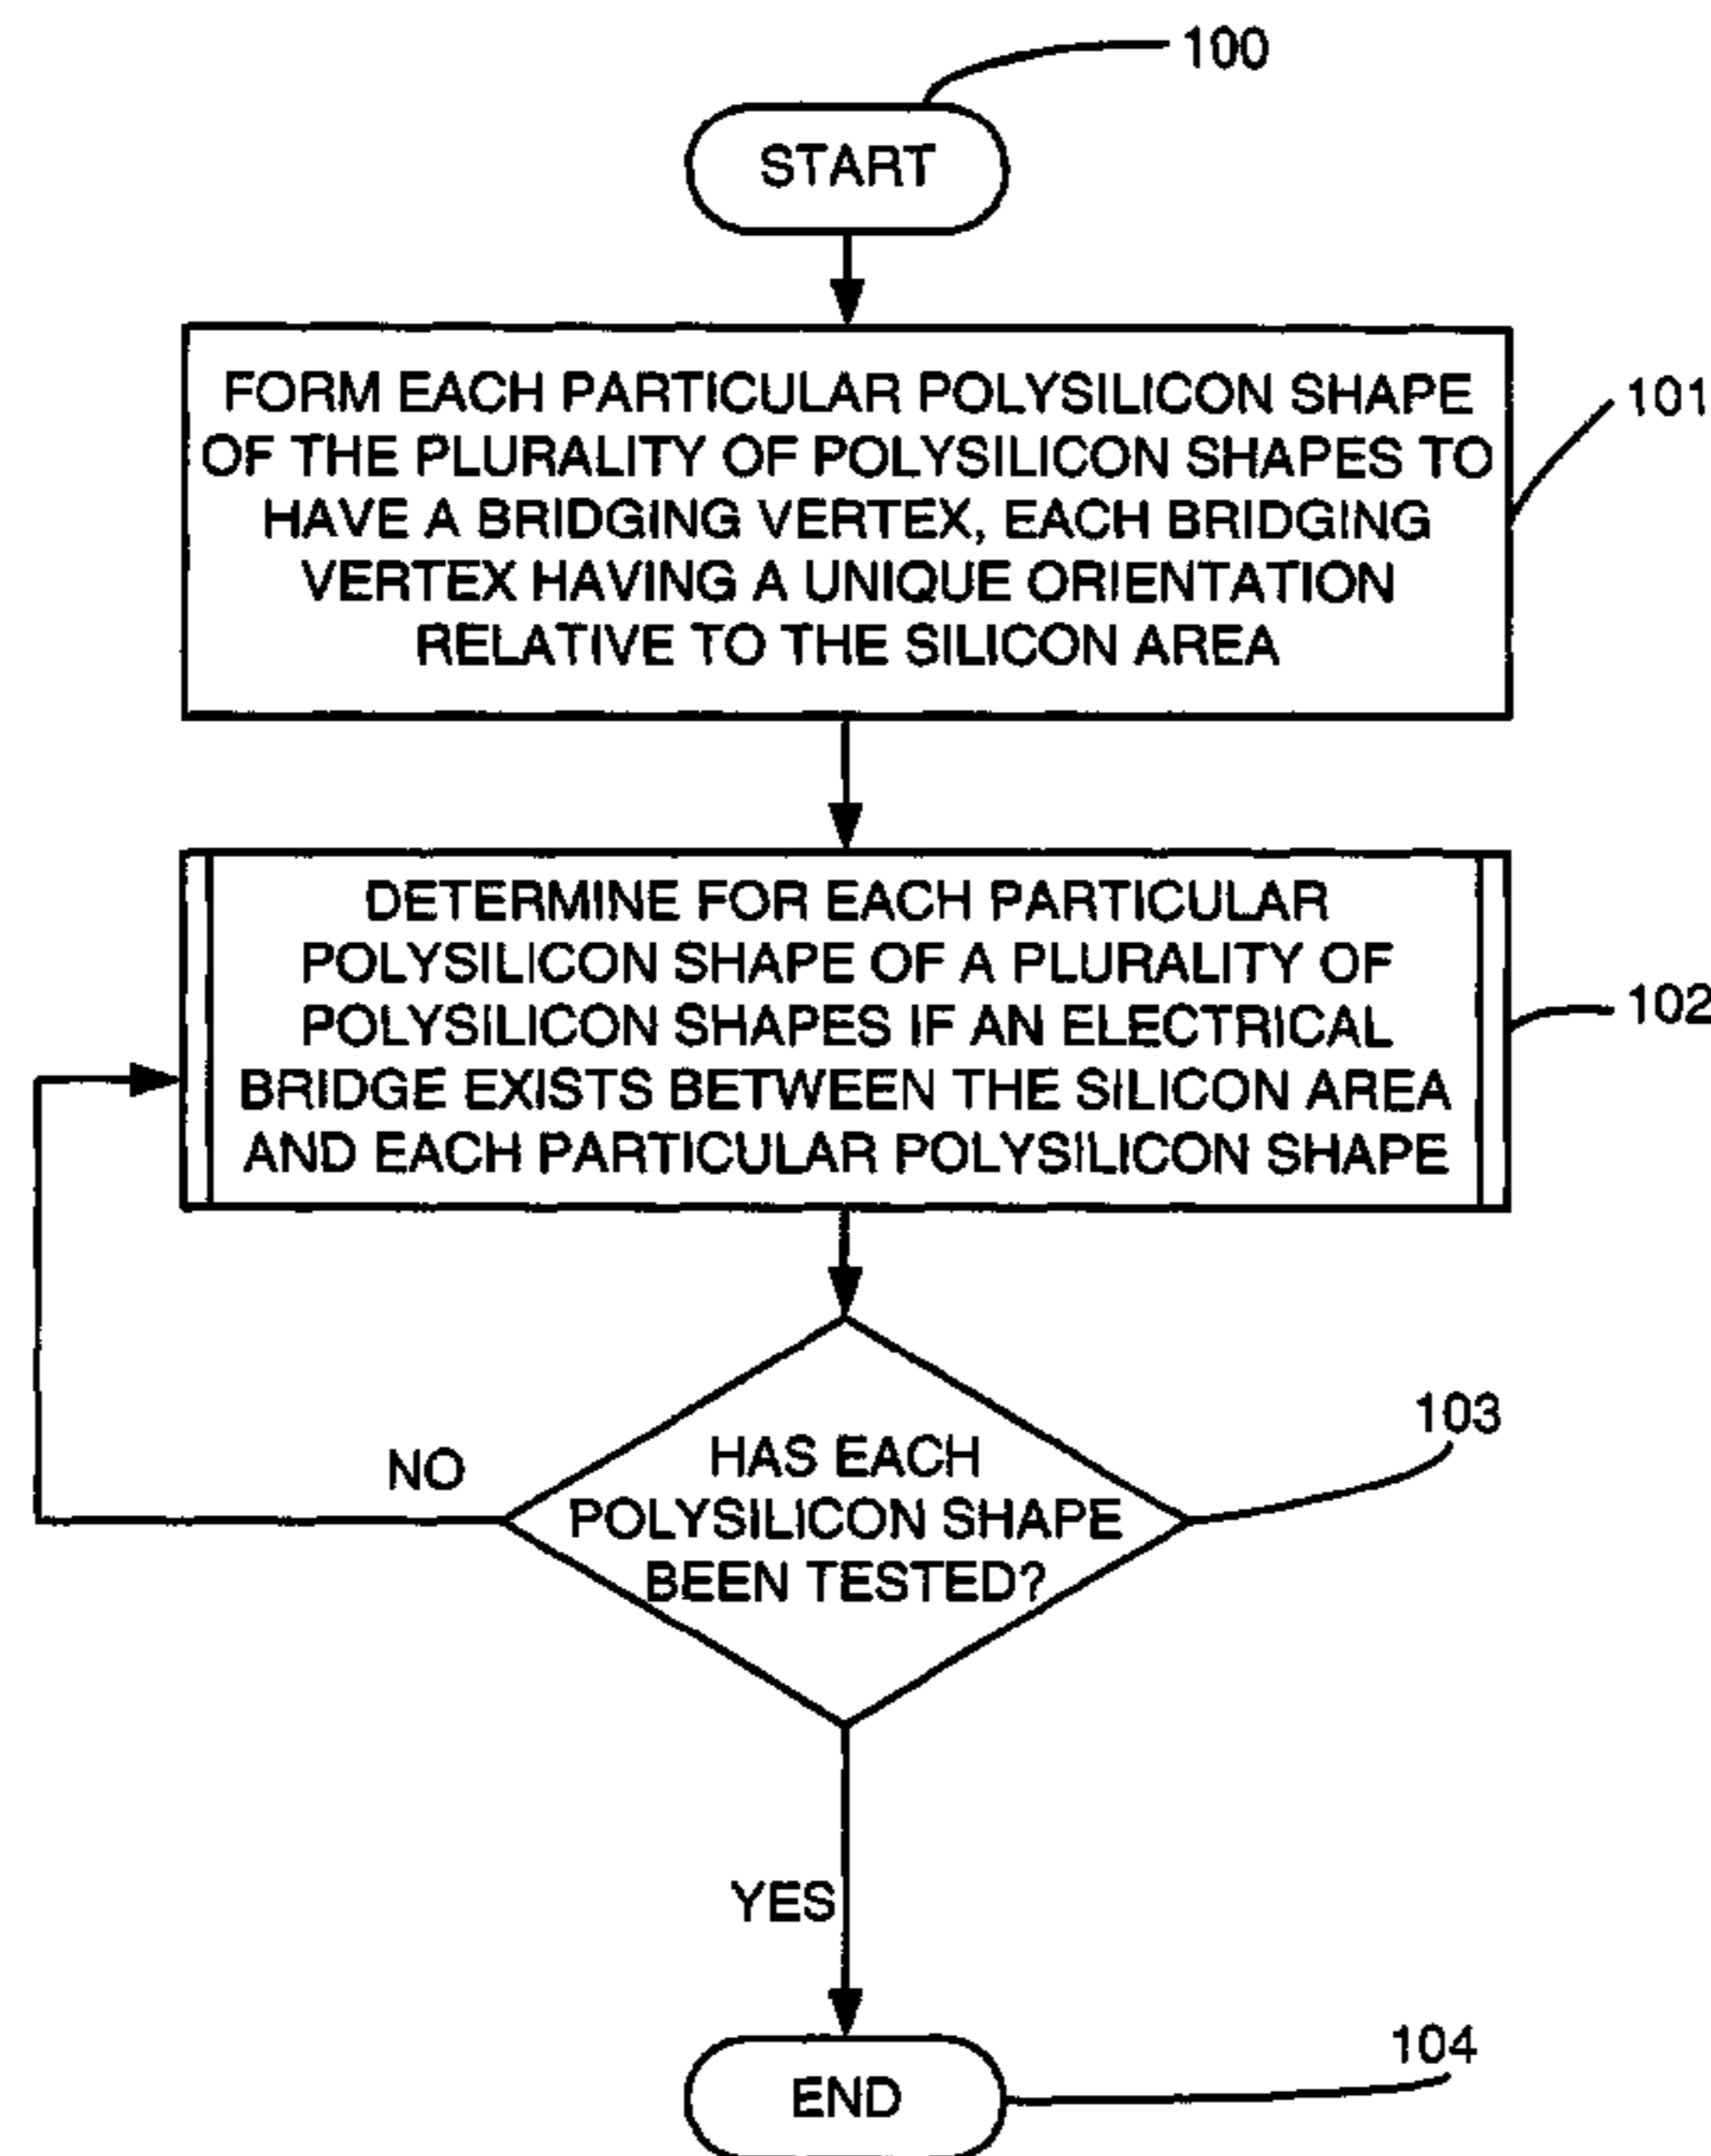 100
START
FORM EACH PARTICULAR POLYSILICON SHAPE
OF THE PLURALITY OF POLYSILICON SHAPES TO
HAVE A BRIDGING VERTEX, EACH BRIDGING
VERTEX HAVING A UNIQUE ORIENTATION
RELATIVE TO THE SILICON AREA
101
DETERMINE FOR EACH PARTICULAR
POLYSILICON SHAPE OF A PLURALITY OF
POLYSILICON SHAPES IF AN ELECTRICAL
BRIDGE EXISTS BETWEEN THE SILICON AREA
AND EACH PARTICULAR POLYSILICON SHAPE
102
HAS EACH
POLYSILICON SHAPE
BEEN TESTED?
103
NO
YES
END
104